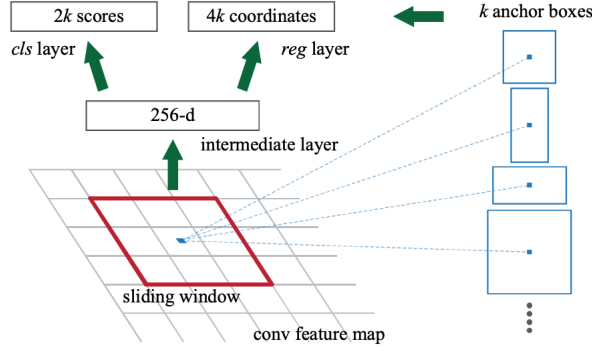 2k scores
4k coordinates
k anchor boxes
cls layer
reg layer
256-d
intermediate layer
sliding window
conv feature map